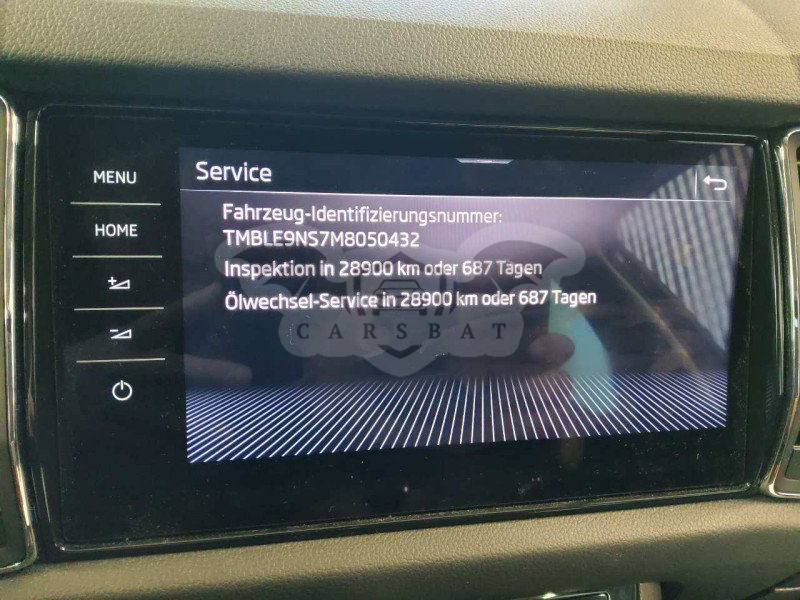 MENU
HOME
Service
Fahrzeug-Identifizierungsnummer:
TMBLE9NS7M8050432
Inspektion in 28900 km oder 687 Tagen
Ölwechsel-Service in 28900 km oder 687 Tagen
CARSBAT